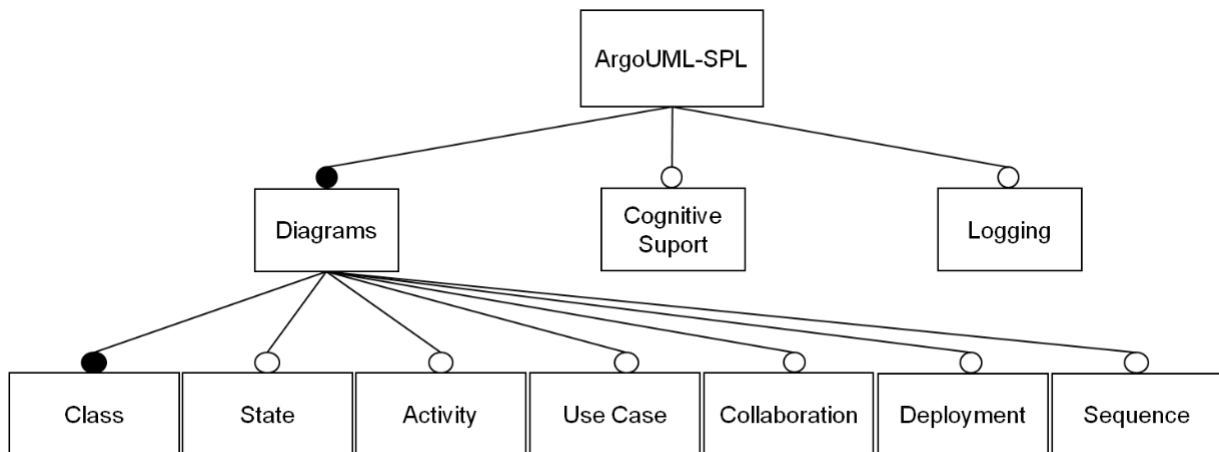 ArgoUML-SPL
Diagrams
Cognitive
Suport
Logging
Class
State
Activity
Use Case
Collaboration
Deployment
Sequence